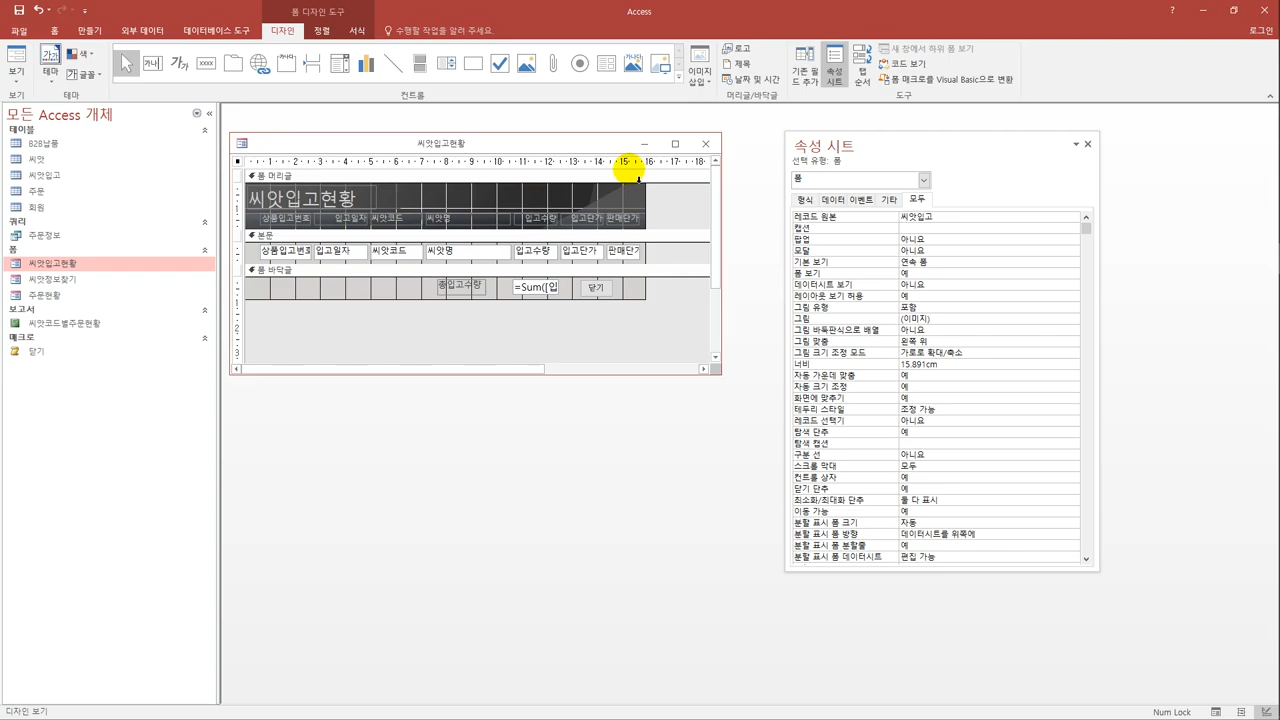 폼 디자인 도구
Access
?
파일 홈 만들기 외부 데이터 데이터베이스 도구 디자인 정렬 서식 수행할 작업을 알려 주세요.
로그인
보기
테마
색
글꼴
이미지 삽입
로고
제목
날짜 및 시간
기존 필드 추가
속성 시트
탭 순서
새 창에서 하위 폼 보기
코드 보기
폼 매크로를 Visual Basic으로 변환
보기 테마 컨트롤 머리글/바닥글 도구
모든 Access 개체
테이블
B2B납품
씨앗
씨앗입고
주문
회원
쿼리
주문정보
폼
씨앗입고현황
씨앗정보찾기
주문현황
보고서
씨앗코드별주문현황
매크로
닫기
씨앗입고현황
1 2 3 4 5 6 7 8 9 10 11 12 13 14 15 16 17 18
폼 머리글
씨앗입고현황
상품입고번호 입고일자 씨앗코드 씨앗명 입고수량 입고단가 판매단가
본문
상품입고번호 입고일자 씨앗코드 씨앗명 입고수량 입고단가 판매단가
폼 바닥글
총입고수량 =Sum([입 닫기
속성 시트
선택 유형: 폼
폼
형식 데이터 이벤트 기타 모두
레코드 원본 씨앗입고
캡션
팝업 아니요
모달 아니요
기본 보기 연속 폼
폼 보기 예
데이터시트 보기 아니요
레이아웃 보기 허용 예
그림 유형 포함
그림 (이미지)
그림 바둑판식으로 배열 아니요
그림 맞춤 왼쪽 위
그림 크기 조정 모드 가로로 확대/축소
너비 15.891cm
자동 가운데 맞춤 예
자동 크기 조정 예
화면에 맞추기 예
테두리 스타일 조정 가능
레코드 선택기 아니요
탐색 단추 예
탐색 캡션
구분 선 아니요
스크롤 막대 모두
컨트롤 상자 예
닫기 단추 예
최소화/최대화 단추 둘 다 표시
이동 가능 예
분할 표시 폼 크기 자동
분할 표시 폼 방향 데이터시트를 위쪽에
분할 표시 폼 분할줄 예
분할 표시 폼 데이터시트 편집 가능
디자인 보기
Num Lock